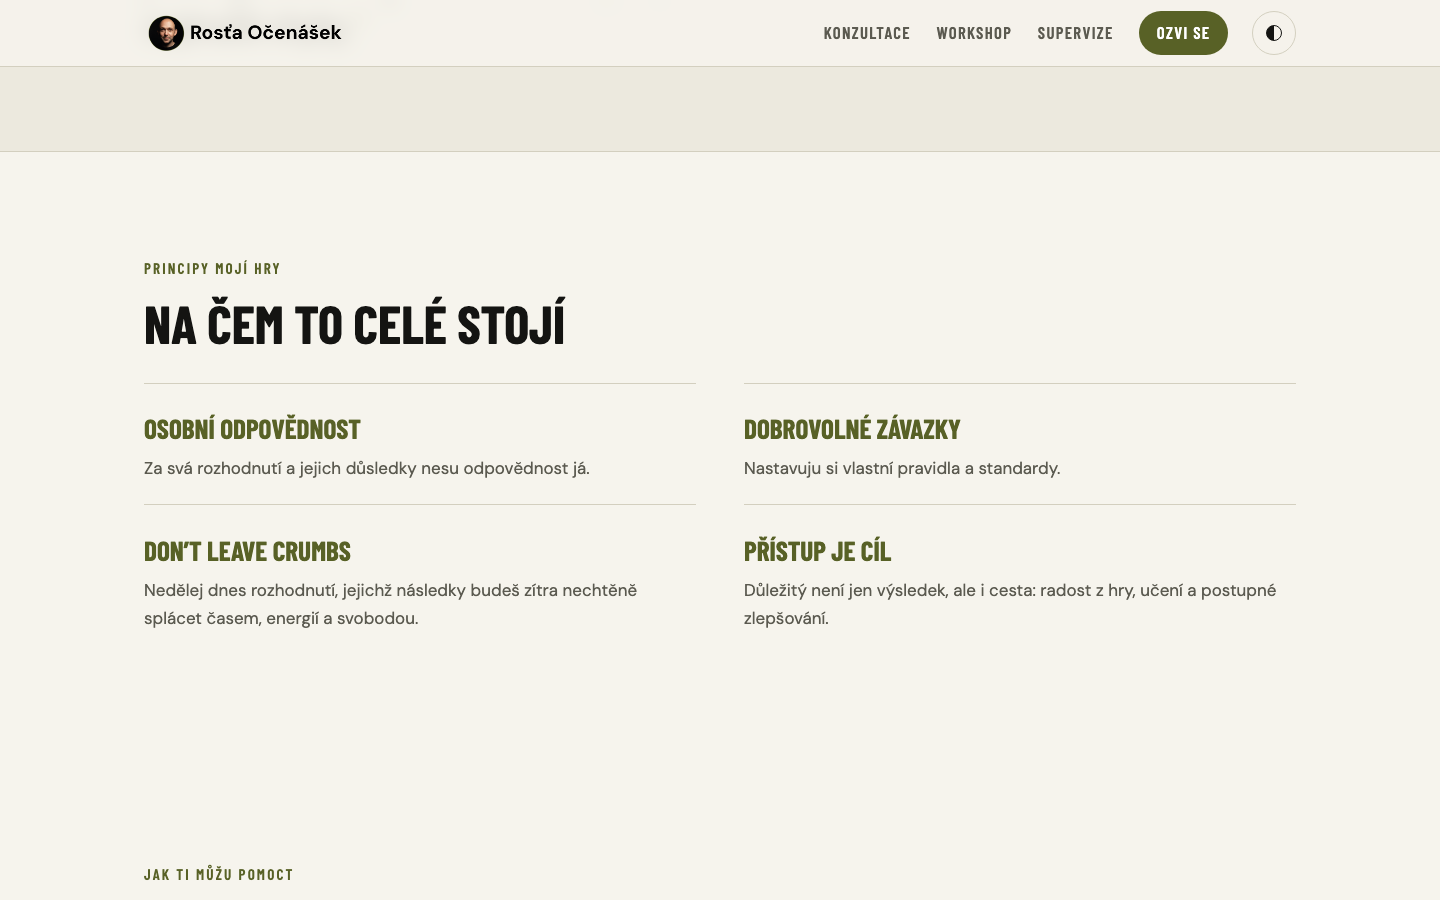 Rosťa Očenášek
KONZULTACE
WORKSHOP
SUPERVIZE
OZVI SE
PRINCIPY MOJÍ HRY
NA ČEM TO CELÉ STOJÍ
OSOBNÍ ODPOVĚDNOST
Za svá rozhodnutí a jejich důsledky nesu odpovědnost já.
DOBROVOLNÉ ZÁVAZKY
Nastavuju si vlastní pravidla a standardy.
DON’T LEAVE CRUMBS
Nedělej dnes rozhodnutí, jejichž následky budeš zítra nechtěně
splácet časem, energií a svobodou.
PŘÍSTUP JE CÍL
Důležitý není jen výsledek, ale i cesta: radost z hry, učení a postupné
zlepšování.
JAK TI MŮŽU POMOCT